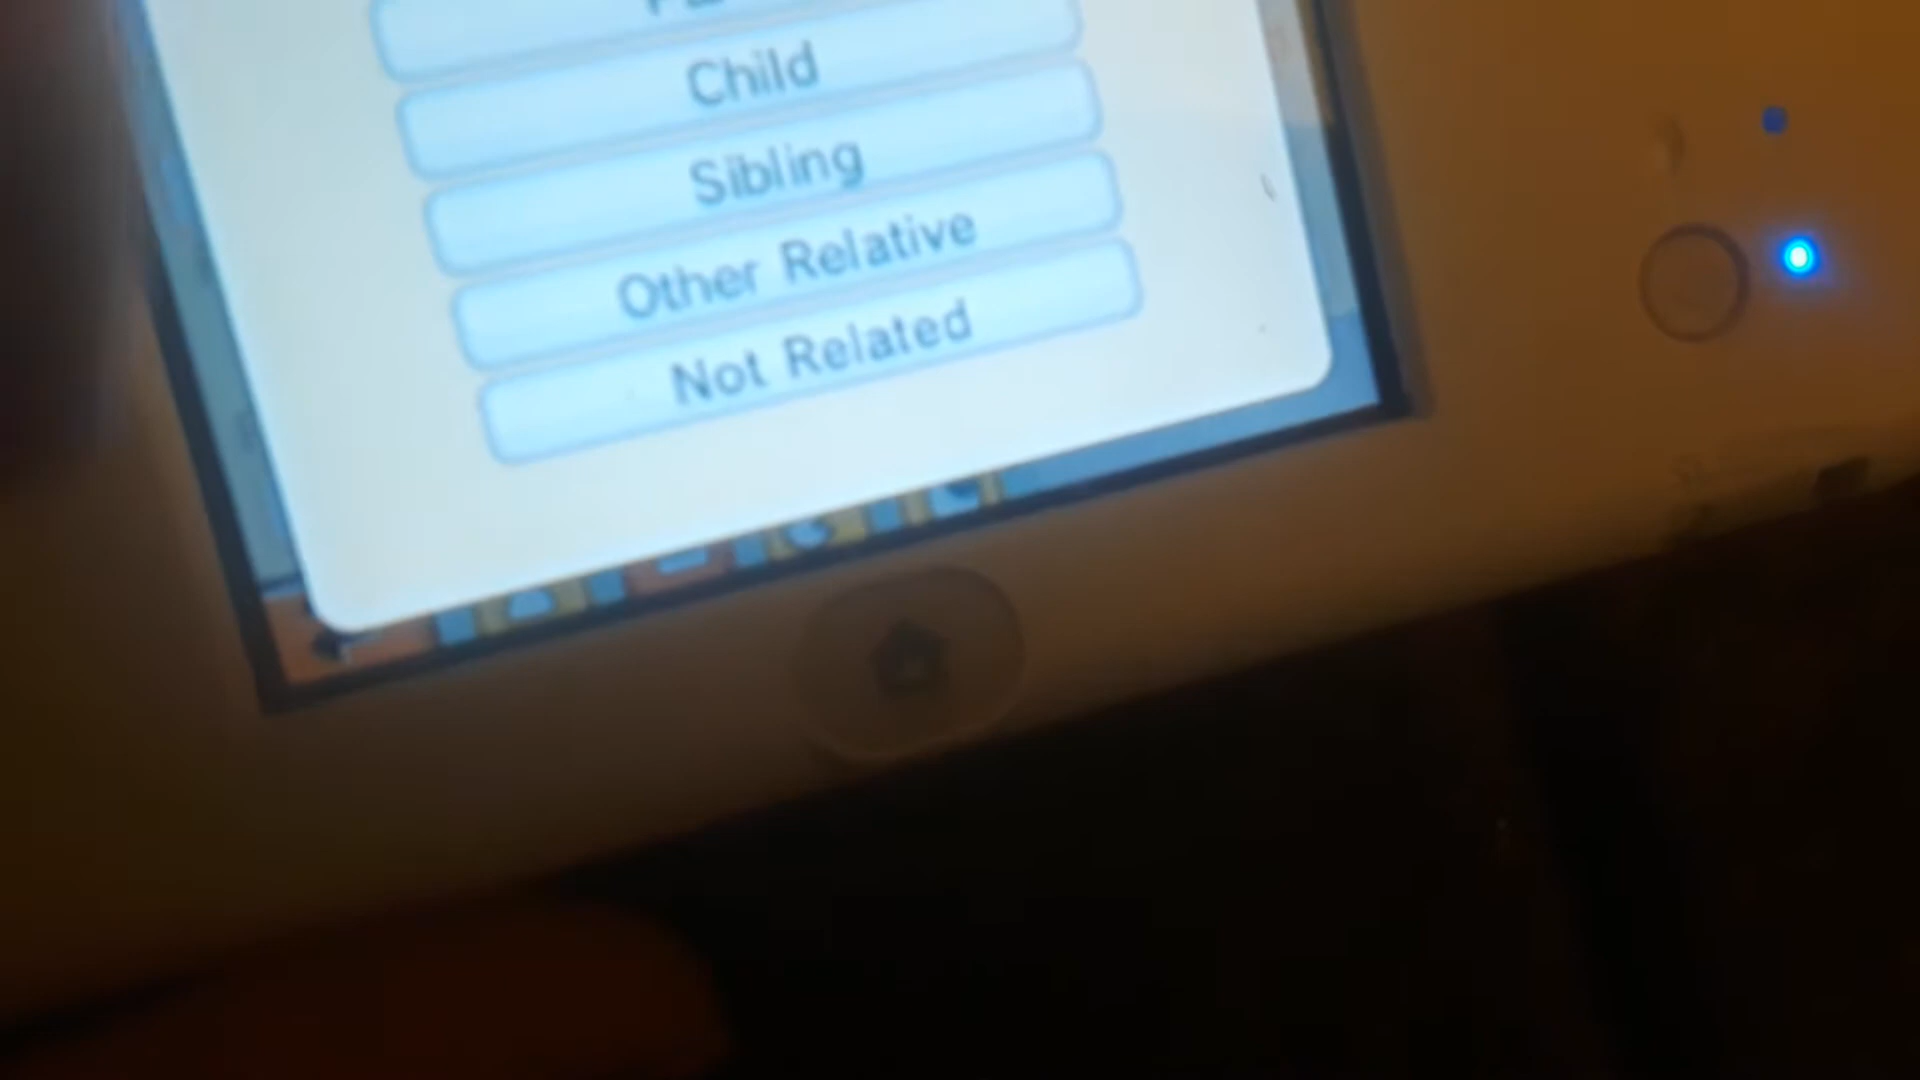 Child
Sibling
Other Relative
Not Related